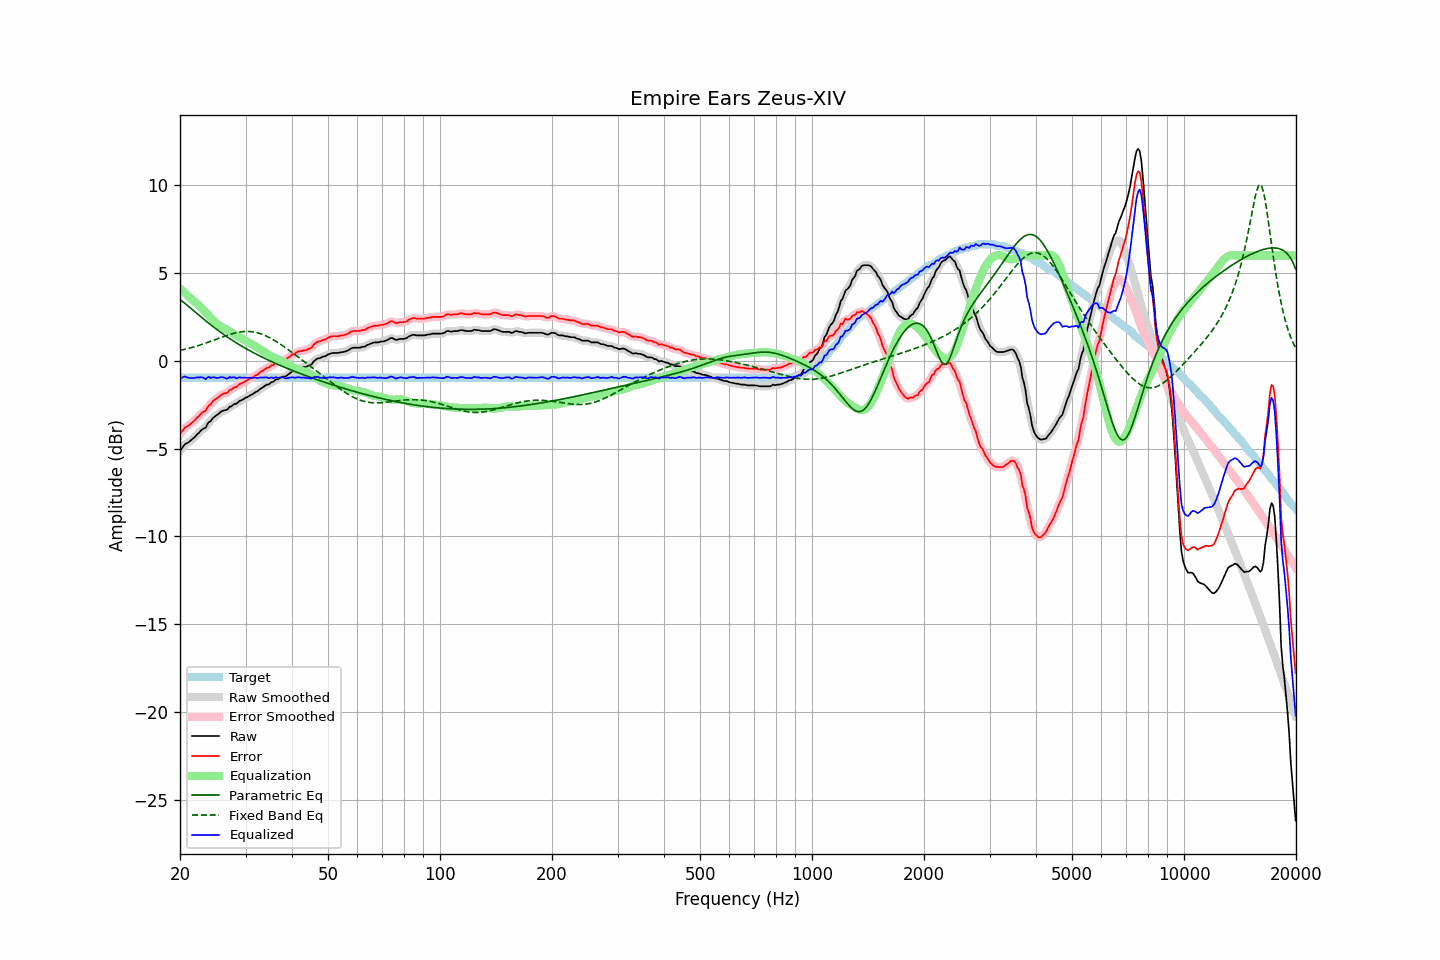 Empire Ears Zeus-XIV
Amplitude (dBr)
10
5
0
−5
−10
−15
−20
−25
Target
Raw Smoothed
Error Smoothed
Raw
Error
Equalization
Parametric Eq
Fixed Band Eq
Equalized
20 50 100 200 500 1000 2000 5000 10000 20000
Frequency (Hz)